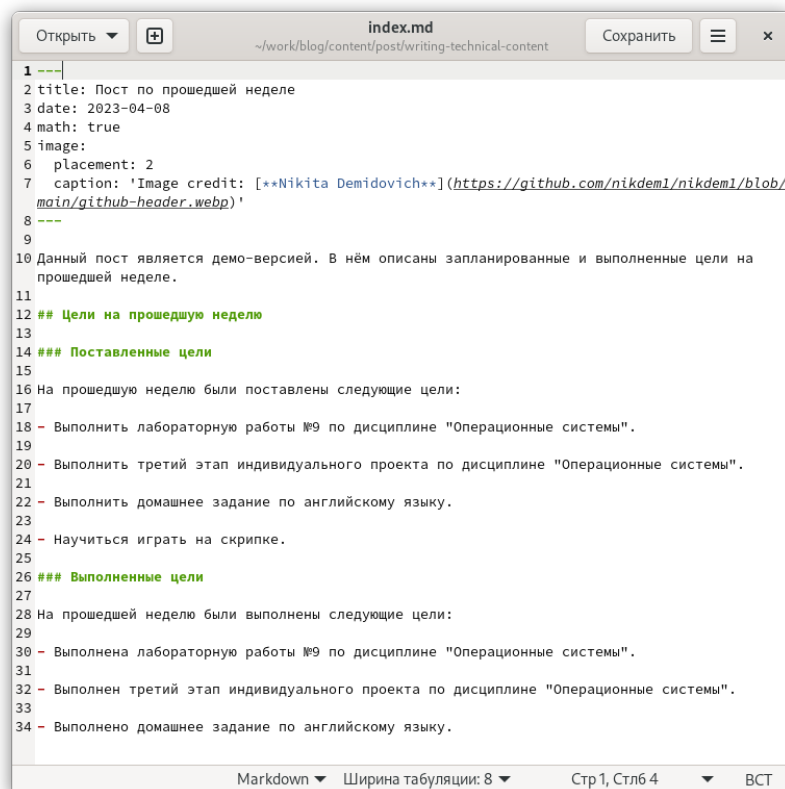 Открыть
index.md
~/work/blog/content/post/writing-technical-content
Сохранить
1 ---
2 title: Пост по прошедшей неделе
3 date: 2023-04-08
4 math: true
5 image:
6   placement: 2
7   caption: 'Image credit: [**Nikita Demidovich**](https://github.com/nikdem1/nikdem1/blob/
main/github-header.webp)'
8 ---
9
10 Данный пост является демо-версией. В нём описаны запланированные и выполненные цели на
прошедшей неделе.
11
12 ## Цели на прошедшую неделю
13
14 ### Поставленные цели
15
16 На прошедшую неделю были поставлены следующие цели:
17
18 - Выполнить лабораторную работы №9 по дисциплине "Операционные системы".
19
20 - Выполнить третий этап индивидуального проекта по дисциплине "Операционные системы".
21
22 - Выполнить домашнее задание по английскому языку.
23
24 - Научиться играть на скрипке.
25
26 ### Выполненные цели
27
28 На прошедшей неделю были выполнены следующие цели:
29
30 - Выполнена лабораторную работы №9 по дисциплине "Операционные системы".
31
32 - Выполнен третий этап индивидуального проекта по дисциплине "Операционные системы".
33
34 - Выполнено домашнее задание по английскому языку.
Markdown Ширина табуляции: 8 Стр 1, Стлб 4 ВСТ